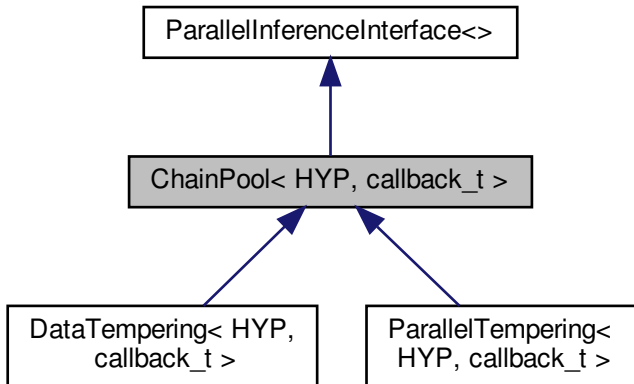 ParallelInferenceInterface<>
ChainPool< HYP, callback_t >
DataTempering< HYP,
callback_t >
ParallelTempering<
HYP, callback_t >